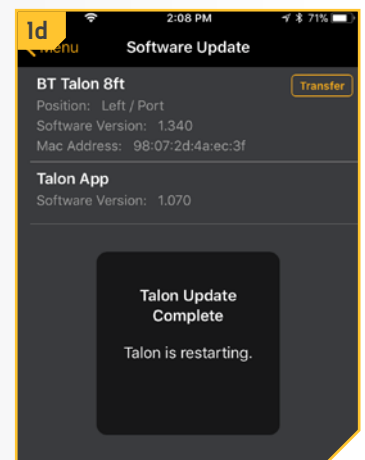 1d
2:08 PM
71%
Menu
Software Update
BT Talon 8ft
Transfer
Position: Left / Port
Software Version: 1.340
Mac Address: 98:07:2d:4a:ec:3f
Talon App
Software Version: 1.070
Talon Update
Complete
Talon is restarting.